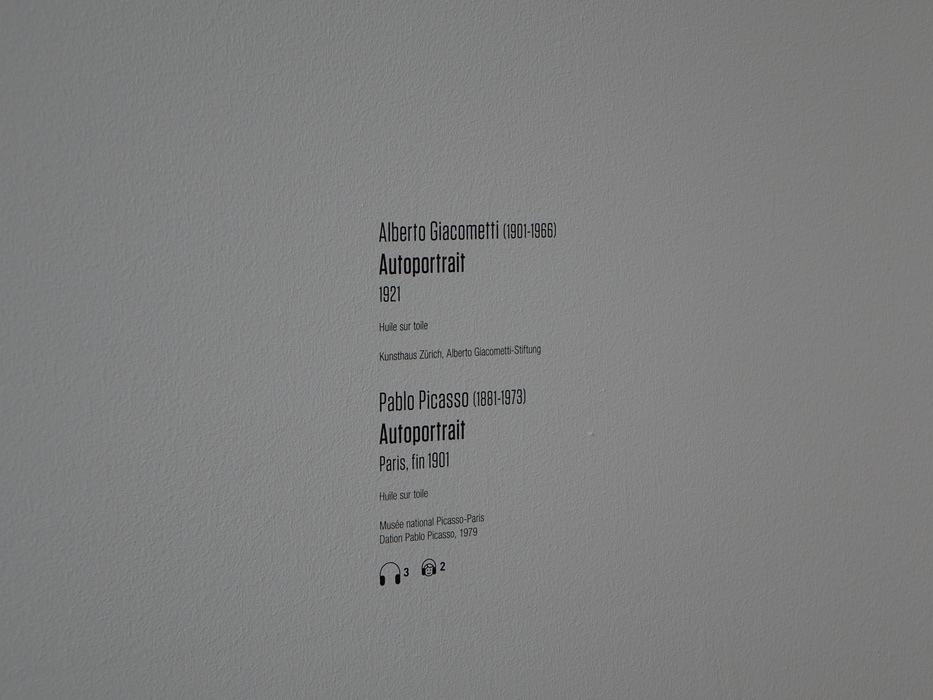 Alberto Giacometti (1901-1966)
Autoportrait
1921
Huile sur toile
Kunsthaus Zürich, Alberto Giacometti-Stiftung
Pablo Picasso (1881-1973)
Autoportrait
Paris, fin 1901
Huile sur toile
Musée national Picasso-Paris
Dation Pablo Picasso, 1979
3 2